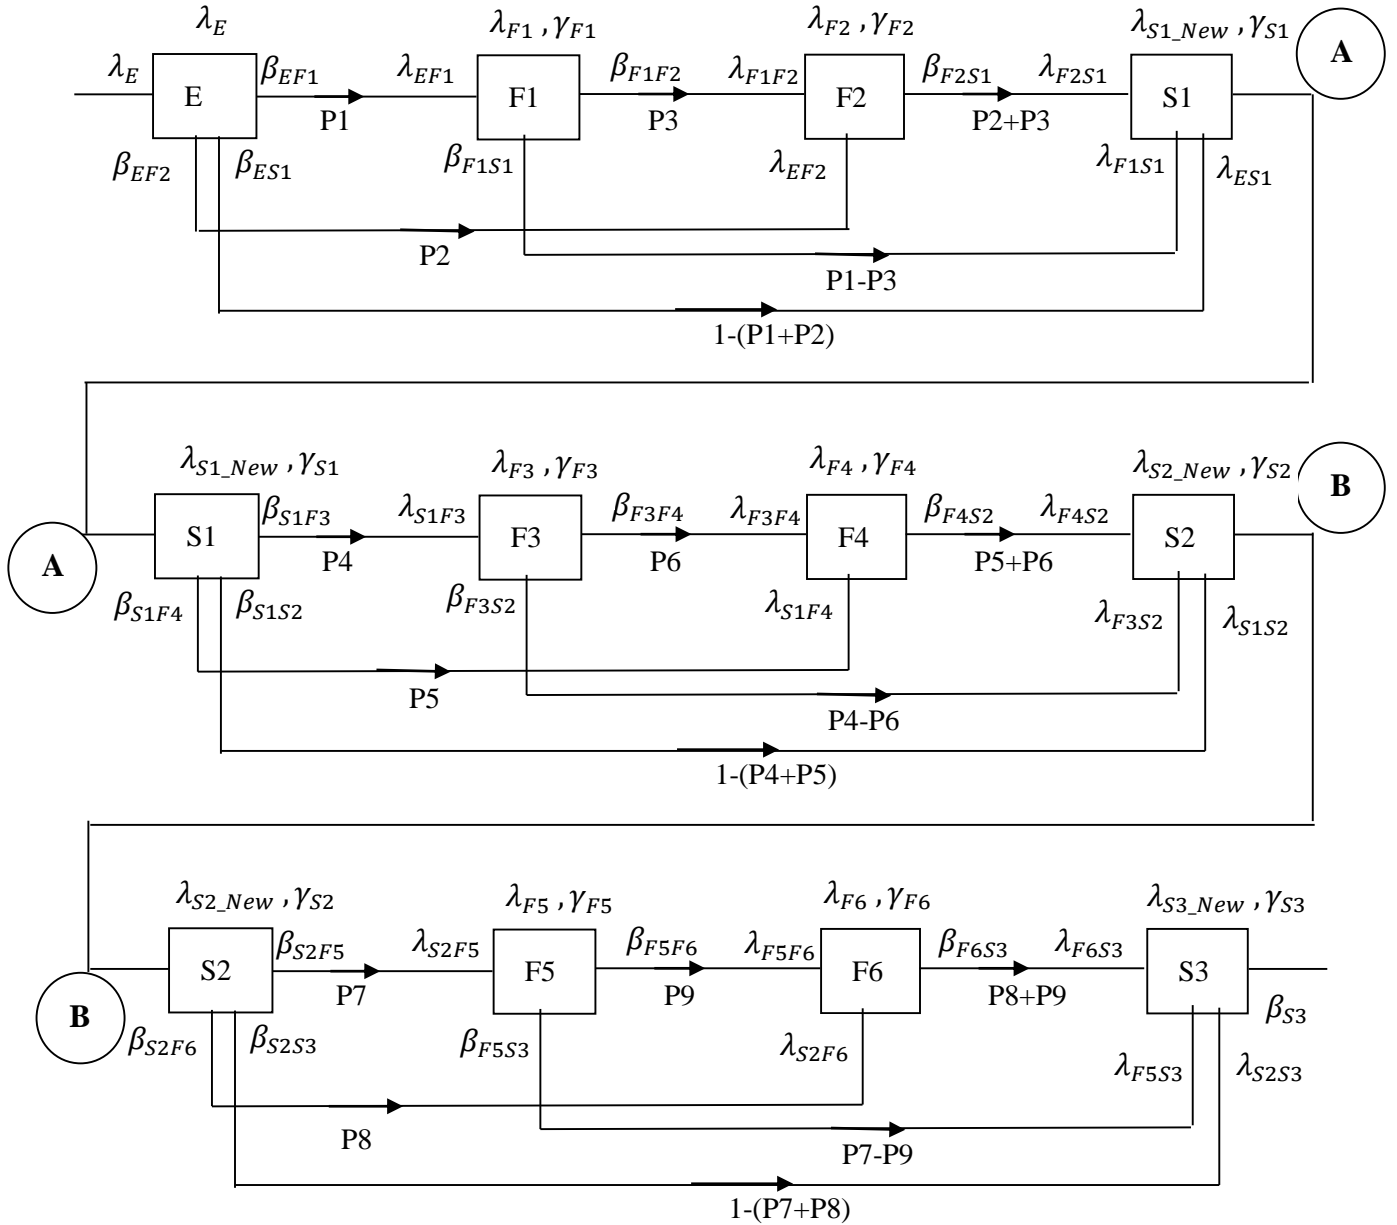 λ_E
λ_F1 , γ_F1
λ_F2 , γ_F2
λ_S1_New , γ_S1
A
λ_E
E
β_EF1
P1
λ_EF1
F1
β_F1F2
P3
λ_F1F2
F2
β_F2S1
P2+P3
λ_F2S1
S1
β_EF2
β_ES1
β_F1S1
λ_EF2
λ_F1S1
λ_ES1
P2
P1-P3
1-(P1+P2)
λ_S1_New , γ_S1
λ_F3 , γ_F3
λ_F4 , γ_F4
λ_S2_New , γ_S2
B
A
S1
β_S1F3
P4
λ_S1F3
F3
β_F3F4
P6
λ_F3F4
F4
β_F4S2
P5+P6
λ_F4S2
S2
β_S1F4
β_S1S2
β_F3S2
λ_S1F4
λ_F3S2
λ_S1S2
P5
P4-P6
1-(P4+P5)
λ_S2_New , γ_S2
λ_F5 , γ_F5
λ_F6 , γ_F6
λ_S3_New , γ_S3
B
S2
β_S2F5
P7
λ_S2F5
F5
β_F5F6
P9
λ_F5F6
F6
β_F6S3
P8+P9
λ_F6S3
S3
β_S3
β_S2F6
β_S2S3
β_F5S3
λ_S2F6
λ_F5S3
λ_S2S3
P8
P7-P9
1-(P7+P8)